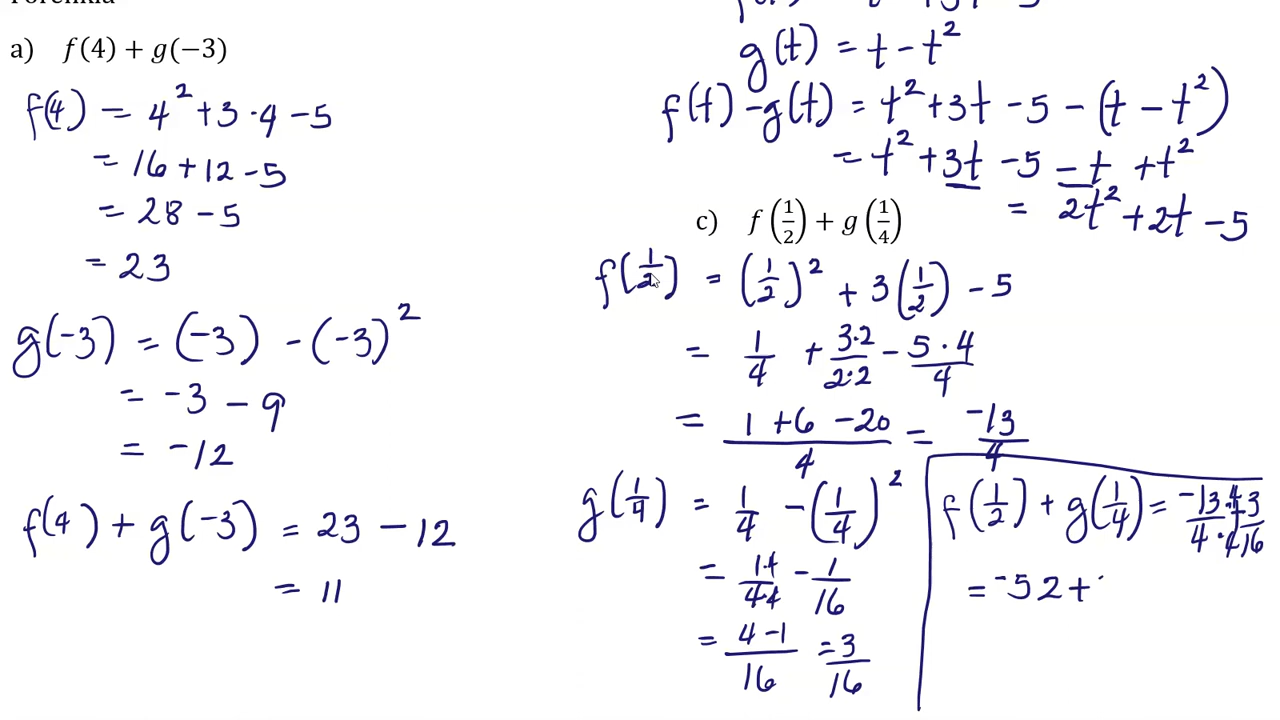 a) f(4) + g(−3)
f(4) = 4² + 3·4 − 5
= 16 + 12 − 5
= 28 − 5
= 23
g(−3) = (−3) − (−3)²
= −3 − 9
= −12
f(4) + g(−3) = 23 − 12
= 11
g(t) = t − t²
f(t) − g(t) = t² + 3t − 5 − (t − t²)
= t² + 3t − 5 − t + t²
= 2t² + 2t − 5
c) f(1/2) + g(1/4)
f(1/2) = (1/2)² + 3(1/2) − 5
= 1/4 + 3·2/2·2 − 5·4/4
= 1 + 6 − 20/4 = −13/4
g(1/4) = 1/4 − (1/4)²
= 1·4/4·4 − 1/16
= 4 − 1/16 = 3/16
f(1/2) + g(1/4) = −13·4/4·4 + 3/16
= −52 +